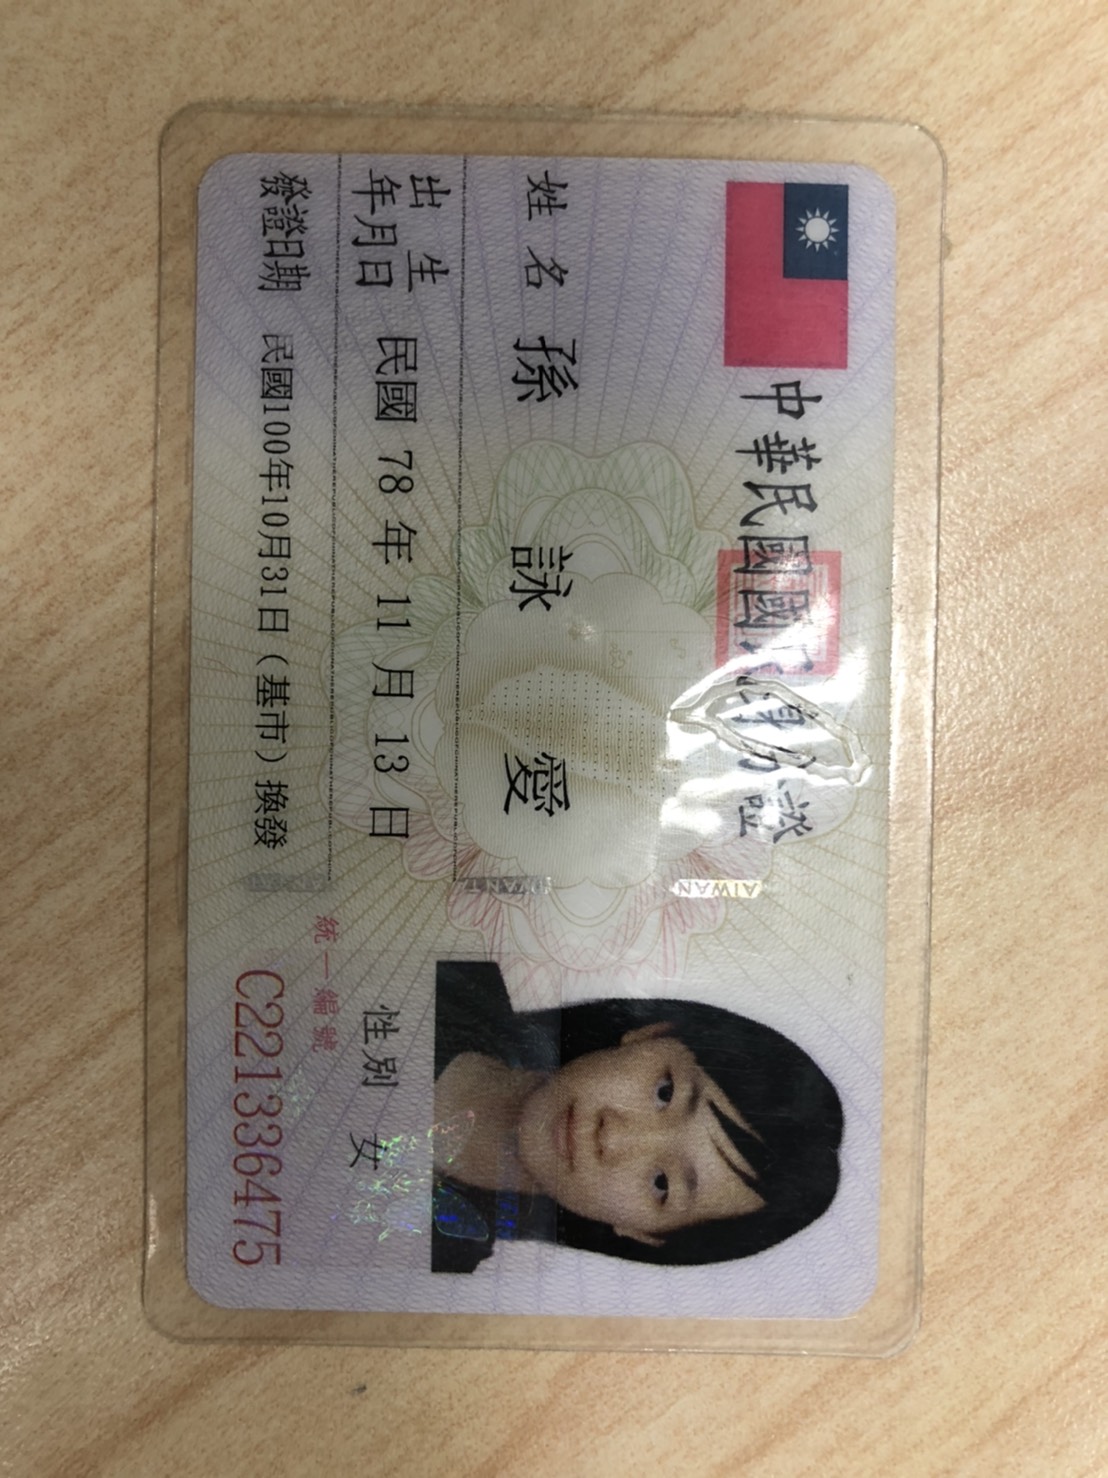 中華民國國民身分證
姓名 孫詠愛
出生年月日 民國 78 年 11 月 13 日
性別 女
發證日期 民國100年10月31日（基市）換發
統一編號
C221336475
TAIWAN